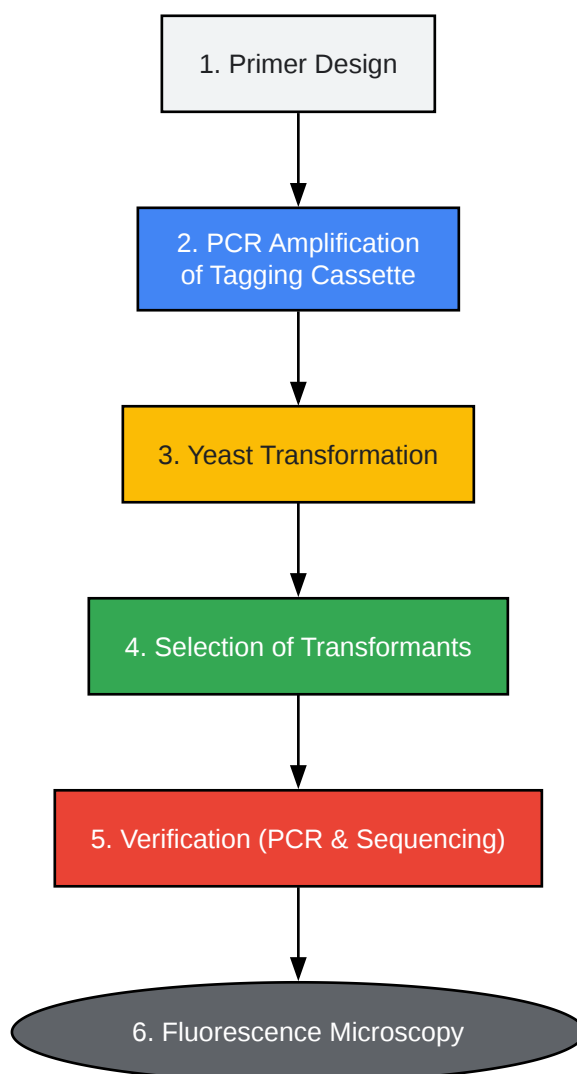 1. Primer Design
2. PCR Amplification
of Tagging Cassette
3. Yeast Transformation
4. Selection of Transformants
5. Verification (PCR & Sequencing)
6. Fluorescence Microscopy